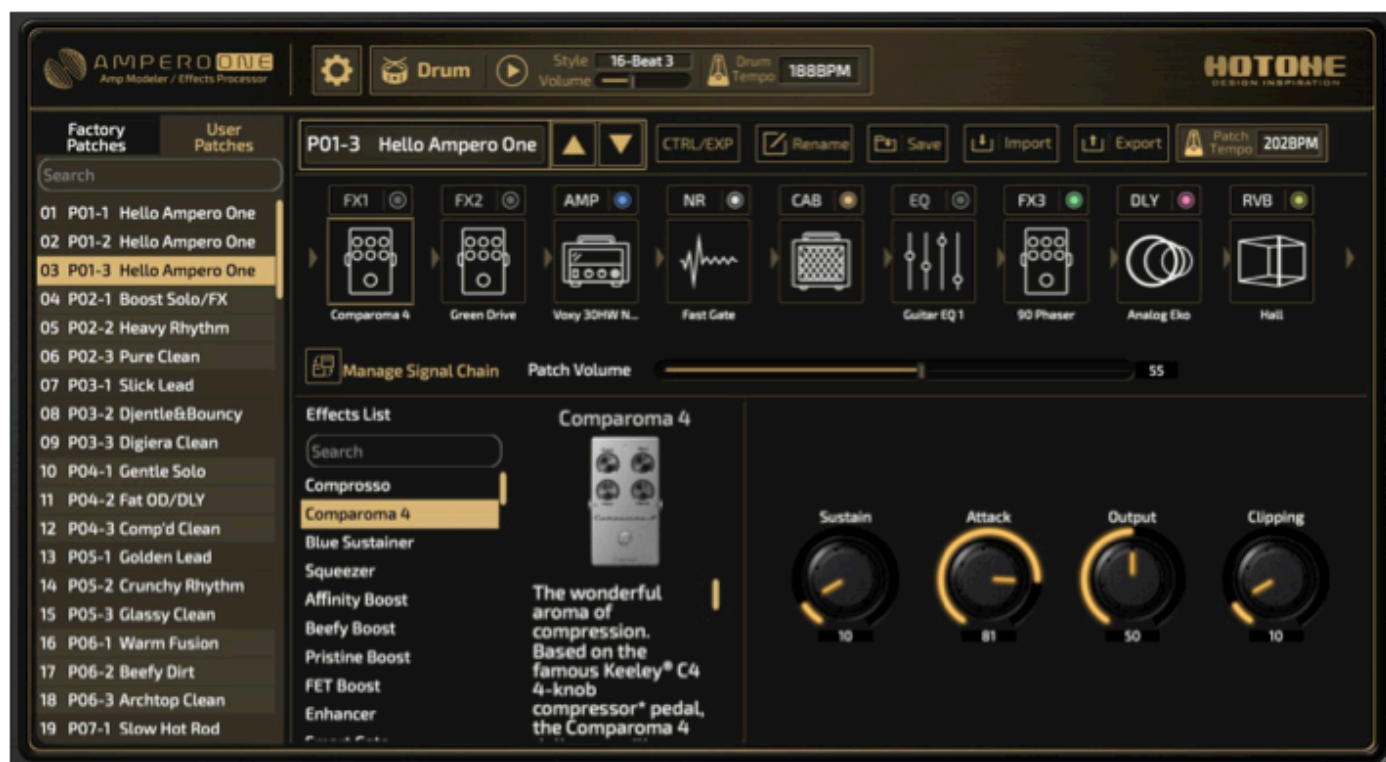 AMPERO ONE
Amp Modeler / Effects Processor
Drum
Style 16-Beat 3
Volume
Drum Tempo 188BPM
HOTONE
DESIGN INSPIRATION
Factory Patches
User Patches
Search
01 P01-1 Hello Ampero One
02 P01-2 Hello Ampero One
03 P01-3 Hello Ampero One
04 P02-1 Boost Solo/FX
05 P02-2 Heavy Rhythm
06 P02-3 Pure Clean
07 P03-1 Slick Lead
08 P03-2 Djentle&Bouncy
09 P03-3 Digiera Clean
10 P04-1 Gentle Solo
11 P04-2 Fat OD/DLY
12 P04-3 Comp'd Clean
13 P05-1 Golden Lead
14 P05-2 Crunchy Rhythm
15 P05-3 Glassy Clean
16 P06-1 Warm Fusion
17 P06-2 Beefy Dirt
18 P06-3 Archtop Clean
19 P07-1 Slow Hot Rod
P01-3 Hello Ampero One
CTRL/EXP
Rename
Save
Import
Export
Patch Tempo 202BPM
FX1
FX2
AMP
NR
CAB
EQ
FX3
DLY
RVB
Comparoma 4
Green Drive
Voxy 30HW N...
Fast Gate
Guitar EQ 1
90 Phaser
Analog Eko
Hall
Manage Signal Chain
Patch Volume
55
Effects List
Search
Comprosso
Comparoma 4
Blue Sustainer
Squeezer
Affinity Boost
Beefy Boost
Pristine Boost
FET Boost
Enhancer
Comparoma 4
The wonderful
aroma of
compression.
Based on the
famous Keeley® C4
4-knob
compressor* pedal,
the Comparoma 4
Sustain
Attack
Output
Clipping
10
81
50
10